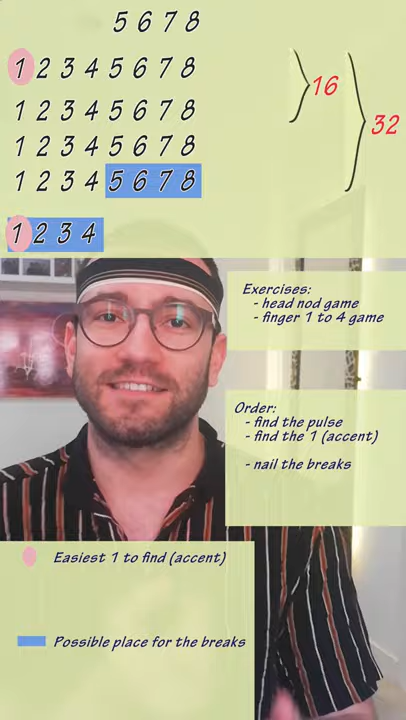 5 6 7 8
1 2 3 4 5 6 7 8
1 2 3 4 5 6 7 8
1 2 3 4 5 6 7 8
1 2 3 4 5 6 7 8
16
32
1 2 3 4
Exercises:
- head nod game
- finger 1 to 4 game
Order:
- find the pulse
- find the 1 (accent)
- nail the breaks
Easiest 1 to find (accent)
Possible place for the breaks